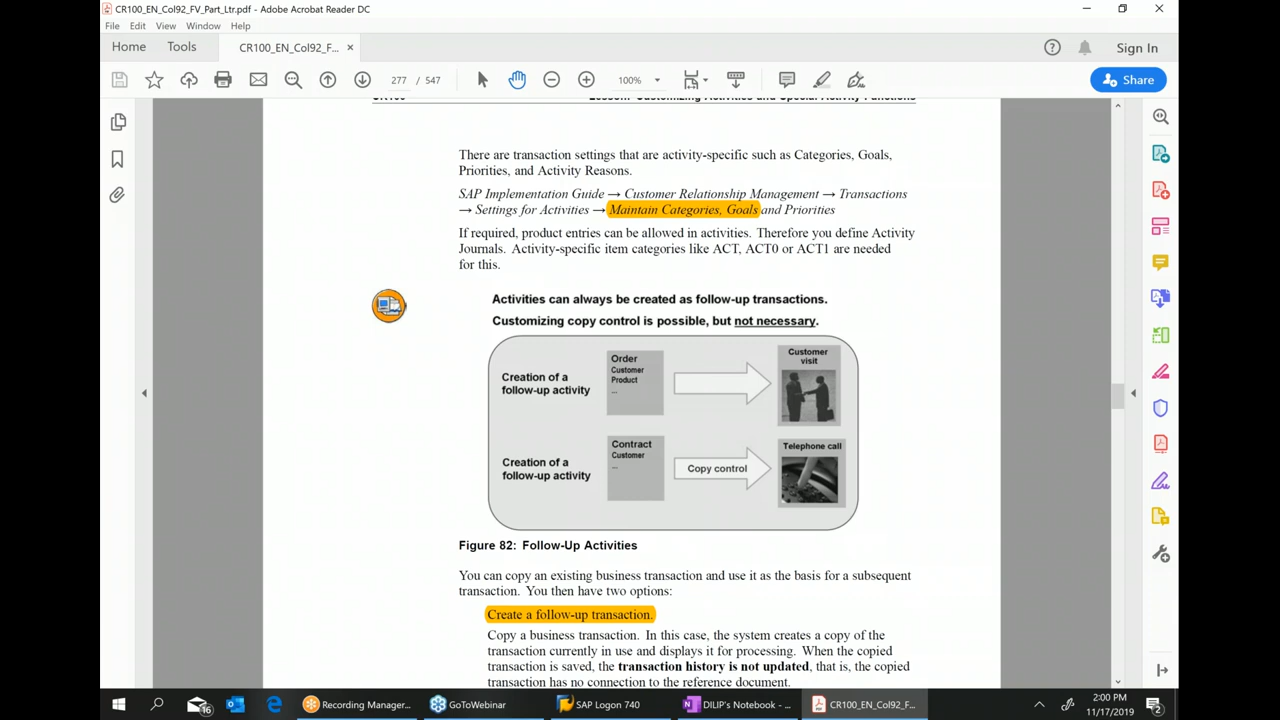 CR100_EN_Col92_FV_Part_Ltr.pdf - Adobe Acrobat Reader DC
File Edit View Window Help
Home Tools CR100_EN_Col92_F... × Sign In
277 / 547 100% Share
CR100 Lesson: Customizing Activities and Special Activity Functions
There are transaction settings that are activity-specific such as Categories, Goals,
Priorities, and Activity Reasons.
SAP Implementation Guide → Customer Relationship Management → Transactions
→ Settings for Activities → Maintain Categories, Goals and Priorities
If required, product entries can be allowed in activities. Therefore you define Activity
Journals. Activity-specific item categories like ACT, ACT0 or ACT1 are needed
for this.
Activities can always be created as follow-up transactions.
Customizing copy control is possible, but not necessary.
Creation of a
follow-up activity
Order
Customer
Product
...
Customer
visit
Creation of a
follow-up activity
Contract
Customer
...
Copy control
Telephone call
Figure 82: Follow-Up Activities
You can copy an existing business transaction and use it as the basis for a subsequent
transaction. You then have two options:
Create a follow-up transaction.
Copy a business transaction. In this case, the system creates a copy of the
transaction currently in use and displays it for processing. When the copied
transaction is saved, the transaction history is not updated, that is, the copied
transaction has no connection to the reference document.
16 Recording Manager... GoToWebinar SAP Logon 740 DILIP's Notebook - ... CR100_EN_Col92_F... 2:00 PM
11/17/2019 2